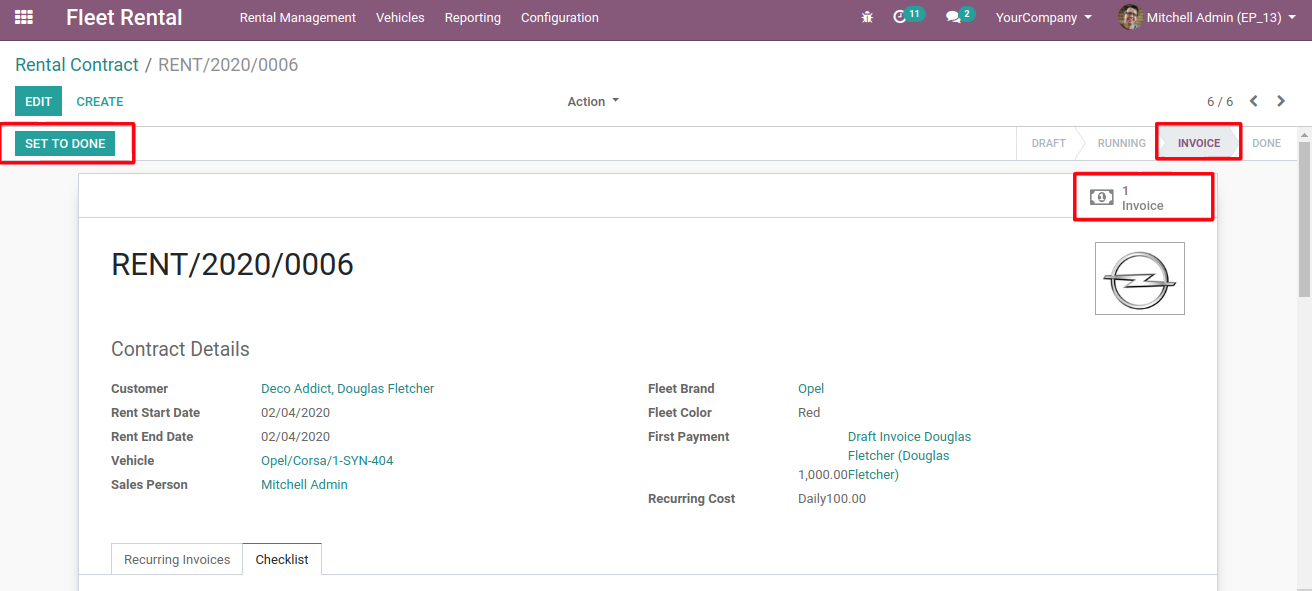 Fleet Rental Rental Management Vehicles Reporting Configuration 11 2 YourCompany Mitchell Admin (EP_13)
Rental Contract / RENT/2020/0006
EDIT CREATE Action 6 / 6
SET TO DONE DRAFT RUNNING INVOICE DONE
1
Invoice
RENT/2020/0006
Contract Details
Customer Deco Addict, Douglas Fletcher
Rent Start Date 02/04/2020
Rent End Date 02/04/2020
Vehicle Opel/Corsa/1-SYN-404
Sales Person Mitchell Admin
Fleet Brand Opel
Fleet Color Red
First Payment Draft Invoice Douglas
Fletcher (Douglas
1,000.00Fletcher)
Recurring Cost Daily100.00
Recurring Invoices Checklist